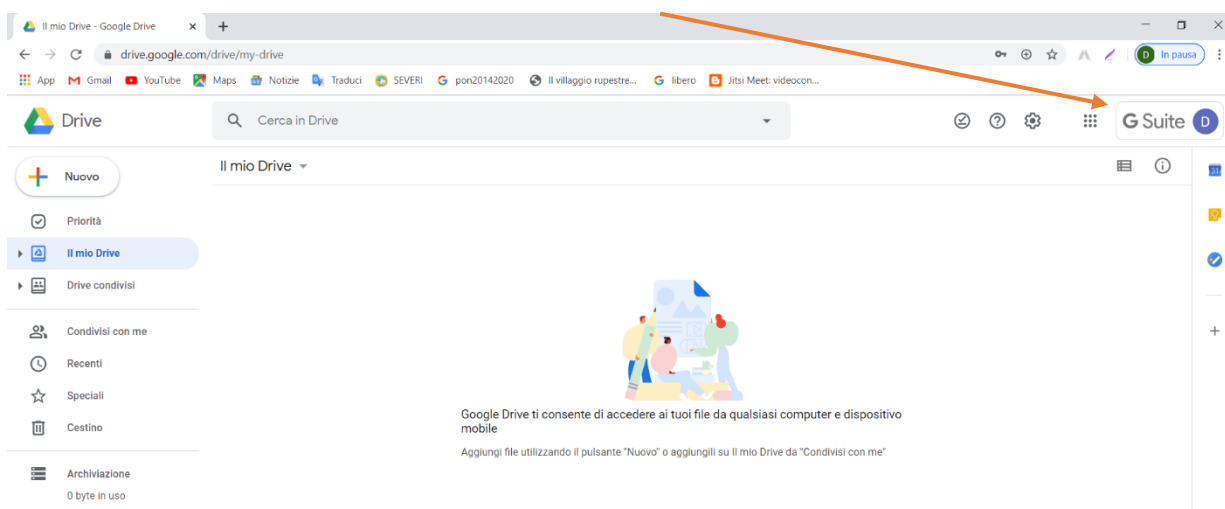 Il mio Drive - Google Drive
drive.google.com/drive/my-drive
In pausa
App Gmail YouTube Maps Notizie Traduci SEVERI pon20142020 Il villaggio rupestre... libero Jitsi Meet: videocon...
Drive
Cerca in Drive
G Suite D
Nuovo
Il mio Drive
Priorità
Il mio Drive
Drive condivisi
Condivisi con me
Recenti
Speciali
Cestino
Archiviazione
0 byte in uso
Google Drive ti consente di accedere ai tuoi file da qualsiasi computer e dispositivo
mobile
Aggiungi file utilizzando il pulsante "Nuovo" o aggiungili su Il mio Drive da "Condivisi con me"
31